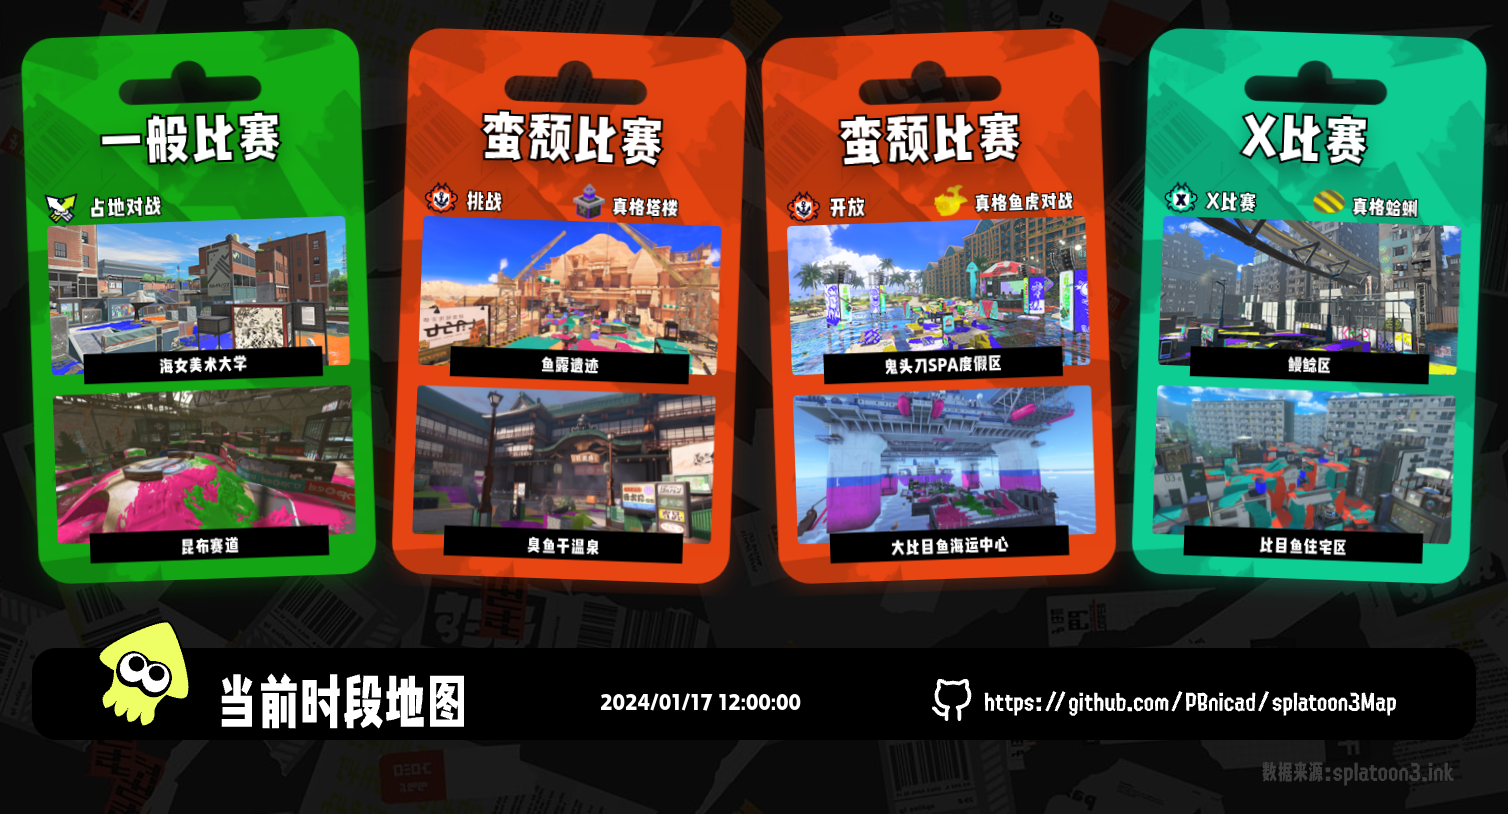 一般比赛
占地对战
海女美术大学
昆布赛道
蛮颓比赛
挑战
真格塔楼
鱼露遗迹
臭鱼干温泉
蛮颓比赛
开放
真格鱼虎对战
鬼头刀SPA度假区
大比目鱼海运中心
X比赛
X比赛
真格蛤蜊
鳗鲶区
比目鱼住宅区
当前时段地图
2024/01/17 12:00:00
https://github.com/PBnicad/splatoon3Map
数据来源:splatoon3.ink